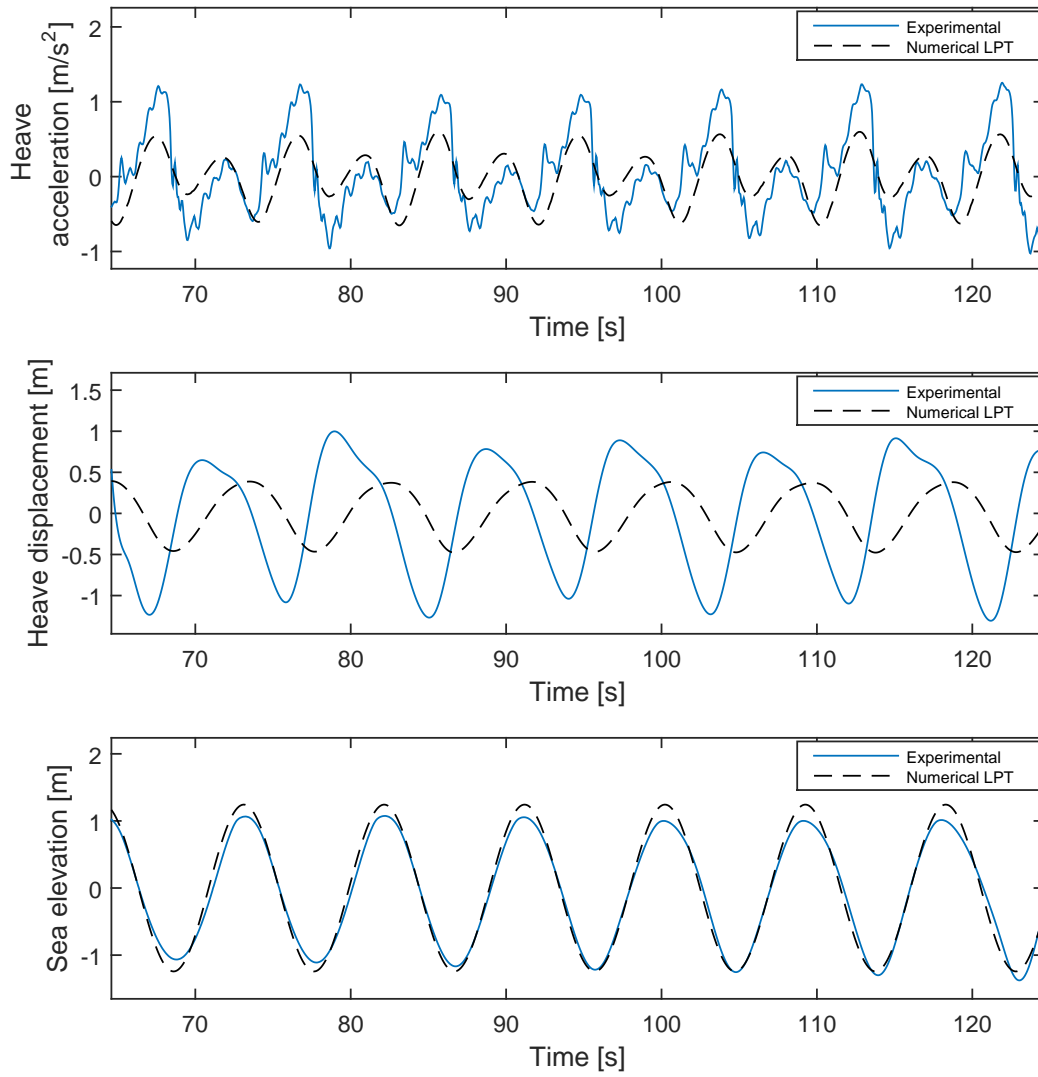 Heave
acceleration [m/s²]
2
1
0
-1
Experimental
Numerical LPT
70 80 90 100 110 120
Time [s]
Heave displacement [m]
1.5
1
0.5
0
-0.5
-1
Experimental
Numerical LPT
70 80 90 100 110 120
Time [s]
Sea elevation [m]
2
1
0
-1
Experimental
Numerical LPT
70 80 90 100 110 120
Time [s]